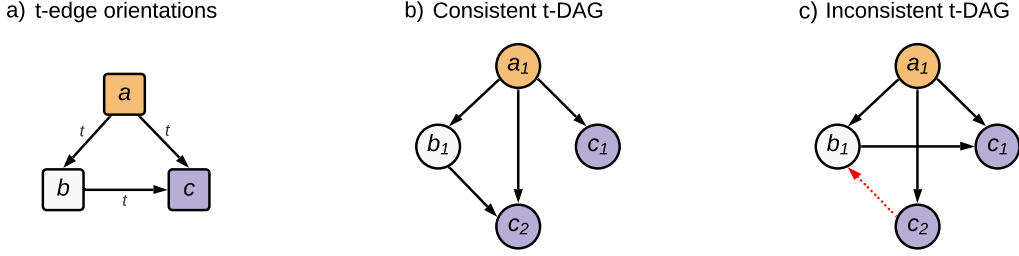 a) t-edge orientations
b) Consistent t-DAG
c) Inconsistent t-DAG
a
t
t
b
c
t
a1
b1
c1
c2
a1
b1
c1
c2